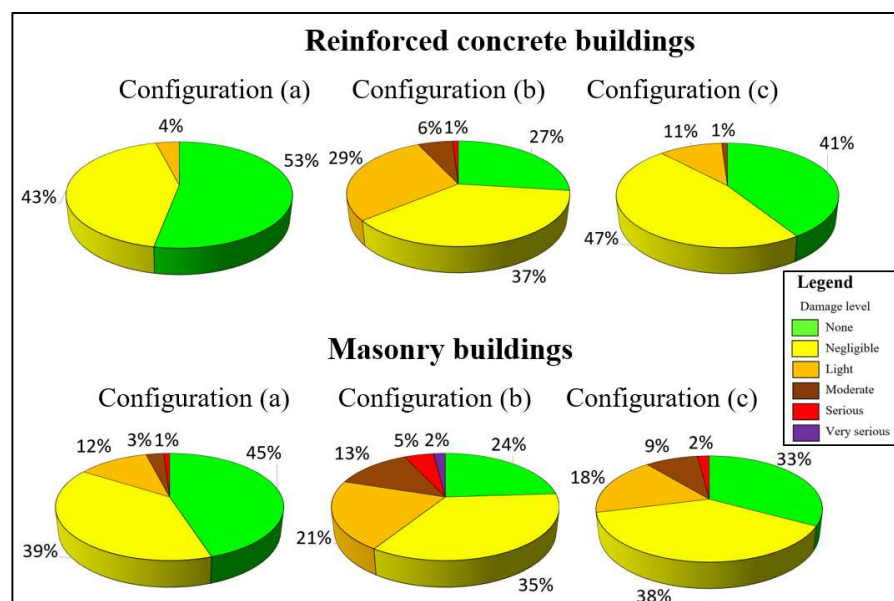 Reinforced concrete buildings
Configuration (a)
Configuration (b)
Configuration (c)
4%
53%
43%
6%
1%
27%
29%
37%
11%
1%
41%
47%
Legend
Damage level
None
Negligible
Light
Moderate
Serious
Very serious
Masonry buildings
Configuration (a)
Configuration (b)
Configuration (c)
12%
3%
1%
45%
39%
13%
5%
2%
24%
21%
35%
18%
9%
2%
33%
38%